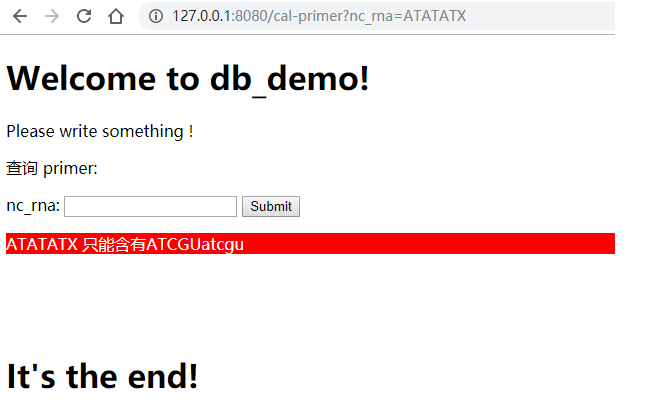 127.0.0.1:8080/cal-primer?nc_rna=ATATATX
Welcome to db_demo!
Please write something !
查询 primer:
nc_rna: Submit
ATATATX 只能含有ATCGUatcgu
It's the end!